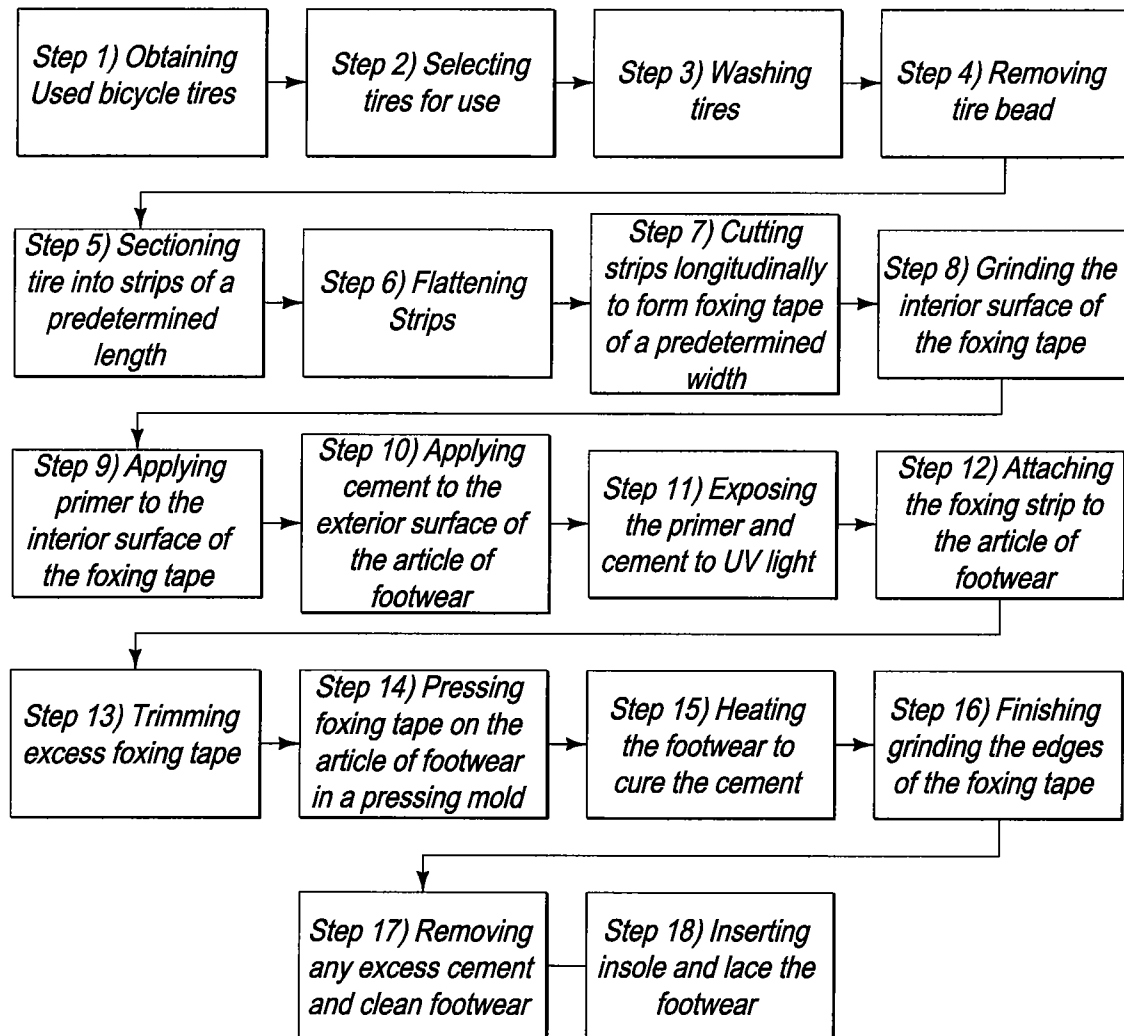 Step 1) Obtaining
Used bicycle tires
Step 2) Selecting
tires for use
Step 3) Washing
tires
Step 4) Removing
tire bead
Step 5) Sectioning
tire into strips of a
predetermined
length
Step 6) Flattening
Strips
Step 7) Cutting
strips longitudinally
to form foxing tape
of a predetermined
width
Step 8) Grinding the
interior surface of
the foxing tape
Step 9) Applying
primer to the
interior surface of
the foxing tape
Step 10) Applying
cement to the
exterior surface of
the article of
footwear
Step 11) Exposing
the primer and
cement to UV light
Step 12) Attaching
the foxing strip to
the article of
footwear
Step 13) Trimming
excess foxing tape
Step 14) Pressing
foxing tape on the
article of footwear
in a pressing mold
Step 15) Heating
the footwear to
cure the cement
Step 16) Finishing
grinding the edges
of the foxing tape
Step 17) Removing
any excess cement
and clean footwear
Step 18) Inserting
insole and lace the
footwear